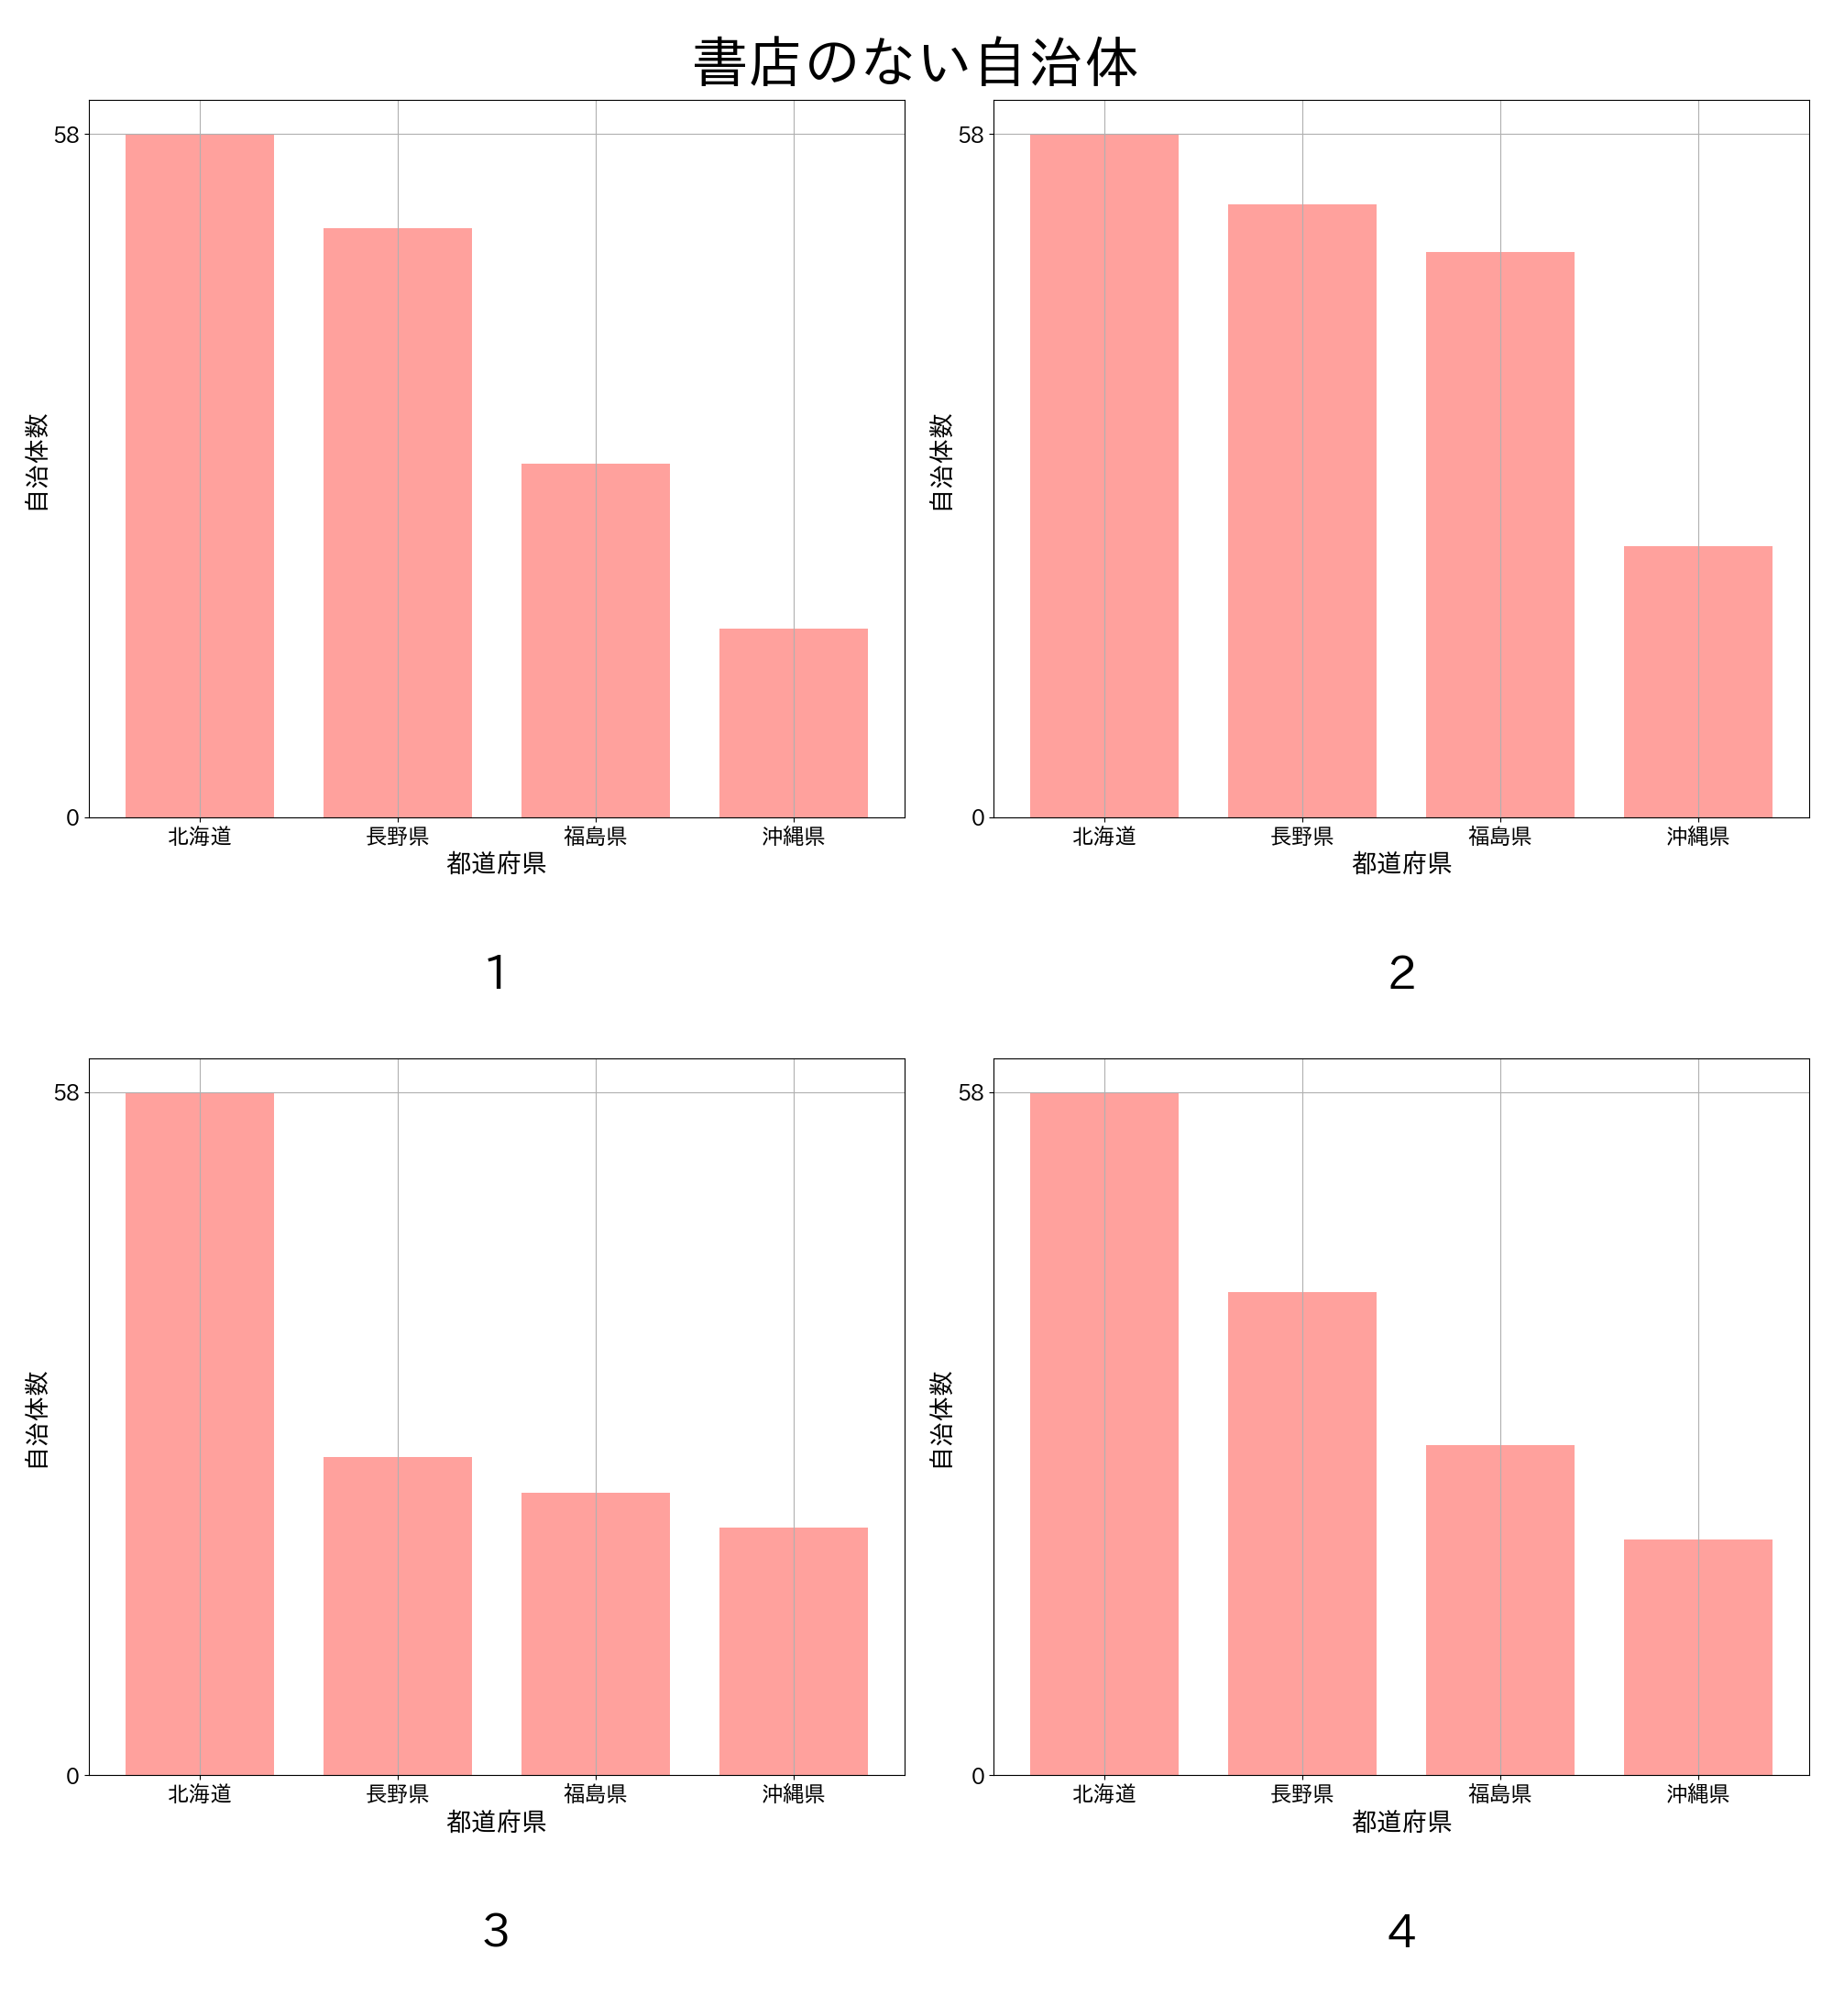 書店のない自治体
58
0
自治体数
北海道 長野県 福島県 沖縄県
都道府県
1
58
0
自治体数
北海道 長野県 福島県 沖縄県
都道府県
2
58
0
自治体数
北海道 長野県 福島県 沖縄県
都道府県
3
58
0
自治体数
北海道 長野県 福島県 沖縄県
都道府県
4